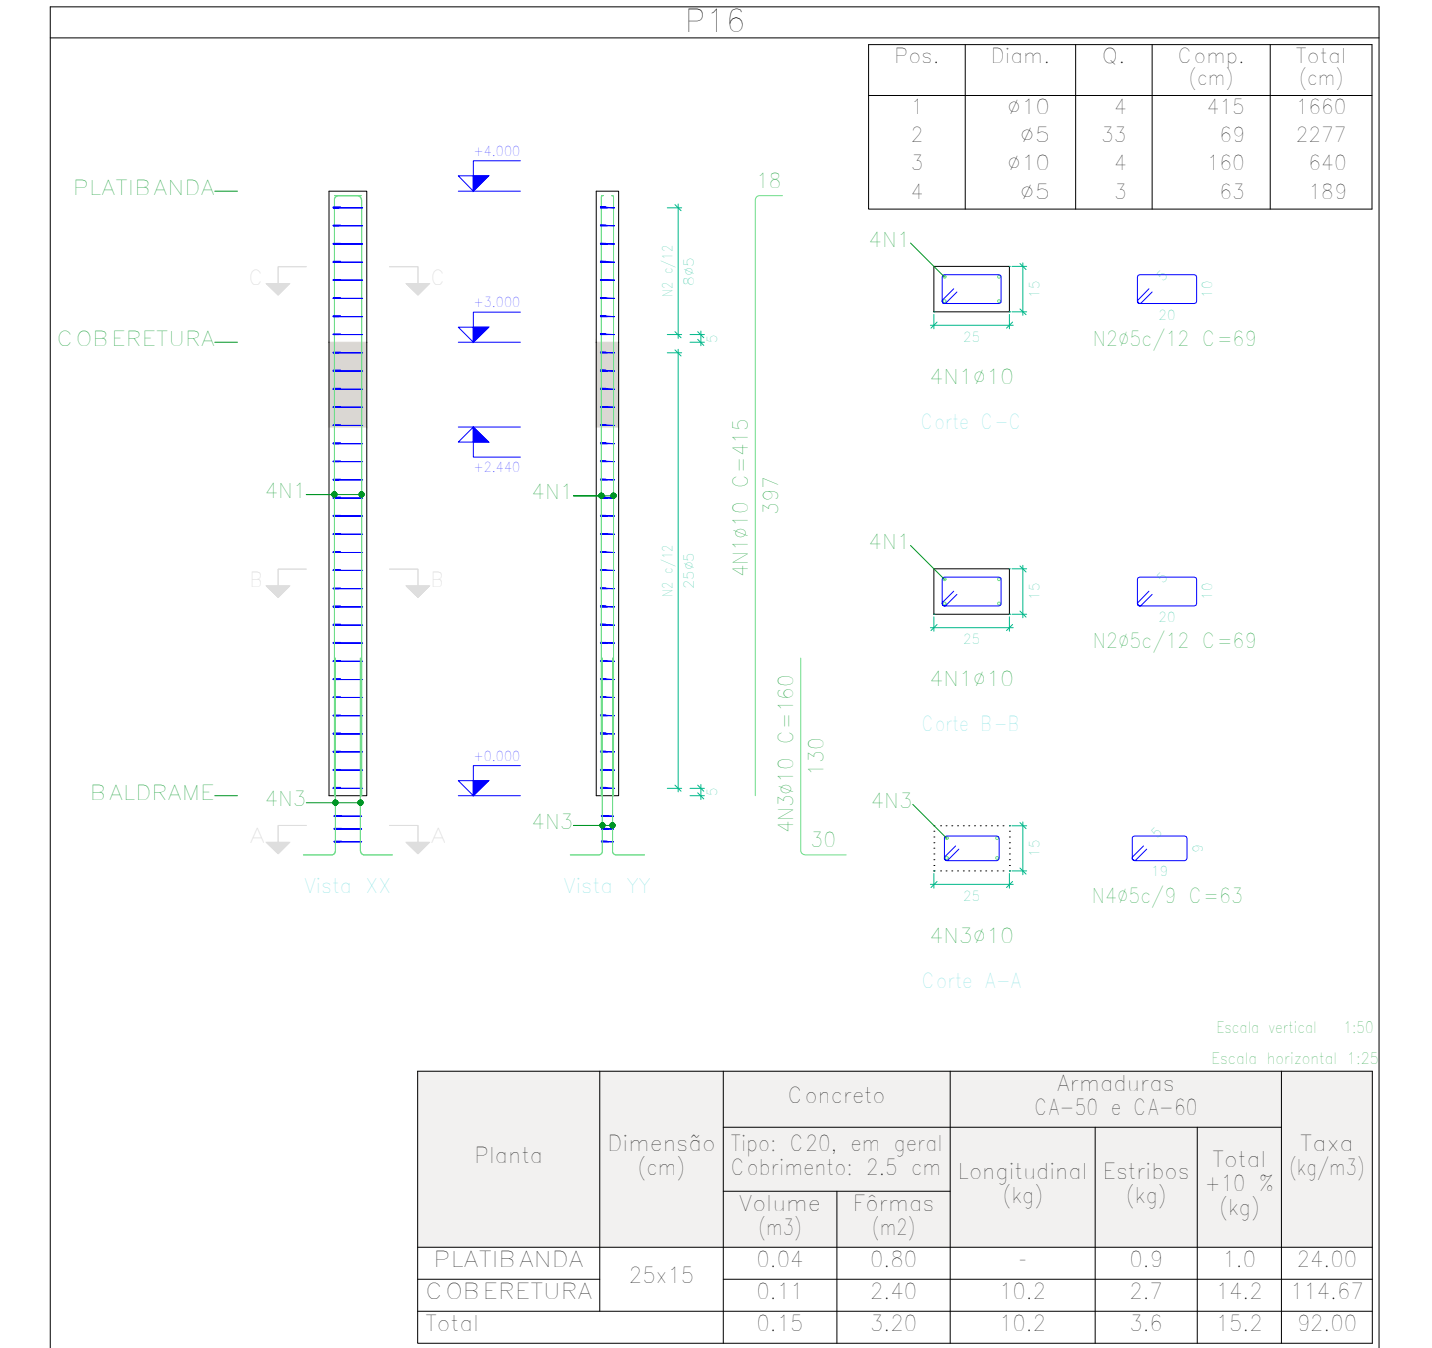 P16
Pos. Diam. Q. Comp. (cm) Total (cm)
1 ø10 4 415 1660
2 ø5 33 69 2277
3 ø10 4 160 640
4 ø5 3 63 189
PLATIBANDA
+4.000
C C
N2 c/12
8ø5
+3.000
COBERETURA
5
+2.440
4N1
4N1
B B
N2 c/12
25ø5
+0.000
BALDRAME
5
4N3
4N3
A A
Vista XX
Vista YY
18
4N1ø10 C=415
397
4N3ø10 C=160
130
30
4N1
15
25
4N1ø10
Corte C-C
5
10
20
N2ø5c/12 C=69
4N1
15
25
4N1ø10
Corte B-B
5
10
20
N2ø5c/12 C=69
4N3
15
25
4N3ø10
Corte A-A
5
9
19
N4ø5c/9 C=63
Escala vertical 1:50
Escala horizontal 1:25
Planta
Dimensão
(cm)
Concreto
Tipo: C20, em geral
Cobrimento: 2.5 cm
Volume
(m3)
Fôrmas
(m2)
Armaduras
CA-50 e CA-60
Longitudinal
(kg)
Estribos
(kg)
Total
+10 %
(kg)
Taxa
(kg/m3)
PLATIBANDA 25x15 0.04 0.80 - 0.9 1.0 24.00
COBERETURA 0.11 2.40 10.2 2.7 14.2 114.67
Total 0.15 3.20 10.2 3.6 15.2 92.00